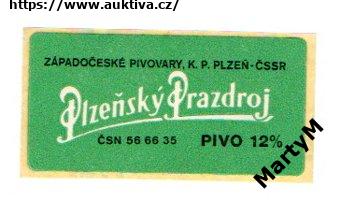 https://www.auktiva.cz/
ZÁPADOČESKÉ PIVOVARY, K. P. PLZEŇ-ČSSR
Plzeňský Prazdroj
ČSN 56 66 35 PIVO 12%
MartyM